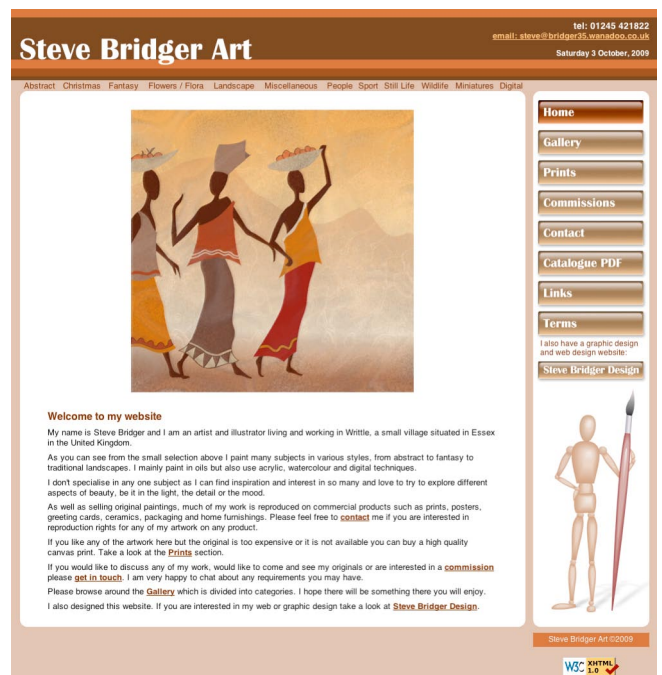 Steve Bridger Art
tel: 01245 421822
email: steve@bridger35.wanadoo.co.uk
Saturday 3 October, 2009
Abstract Christmas Fantasy Flowers / Flora Landscape Miscellaneous People Sport Still Life Wildlife Miniatures Digital
Home
Gallery
Prints
Commissions
Contact
Catalogue PDF
Links
Terms
I also have a graphic design
and web design website:
Steve Bridger Design
Welcome to my website
My name is Steve Bridger and I am an artist and illustrator living and working in Writtle, a small village situated in Essex
in the United Kingdom.
As you can see from the small selection above I paint many subjects in various styles, from abstract to fantasy to
traditional landscapes. I mainly paint in oils but also use acrylic, watercolour and digital techniques.
I don't specialise in any one subject as I can find inspiration and interest in so many and love to try to explore different
aspects of beauty, be it in the light, the detail or the mood.
As well as selling original paintings, much of my work is reproduced on commercial products such as prints, posters,
greeting cards, ceramics, packaging and home furnishings. Please feel free to contact me if you are interested in
reproduction rights for any of my artwork on any product.
If you like any of the artwork here but the original is too expensive or it is not available you can buy a high quality
canvas print. Take a look at the Prints section.
If you would like to discuss any of my work, would like to come and see my originals or are interested in a commission
please get in touch. I am very happy to chat about any requirements you may have.
Please browse around the Gallery which is divided into categories. I hope there will be something there you will enjoy.
I also designed this website. If you are interested in my web or graphic design take a look at Steve Bridger Design.
Steve Bridger Art ©2009
W3C XHTML
1.0